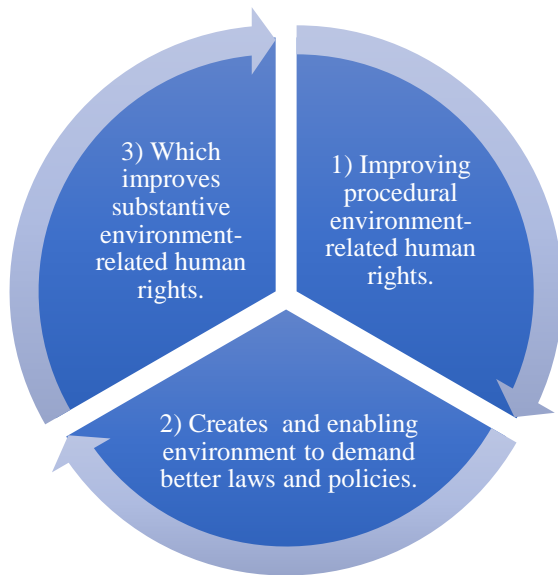 1) Improving
procedural
environment-
related human
rights.
2) Creates  and enabling
environment to demand
better laws and policies.
3) Which
improves
substantive
environment-
related human
rights.